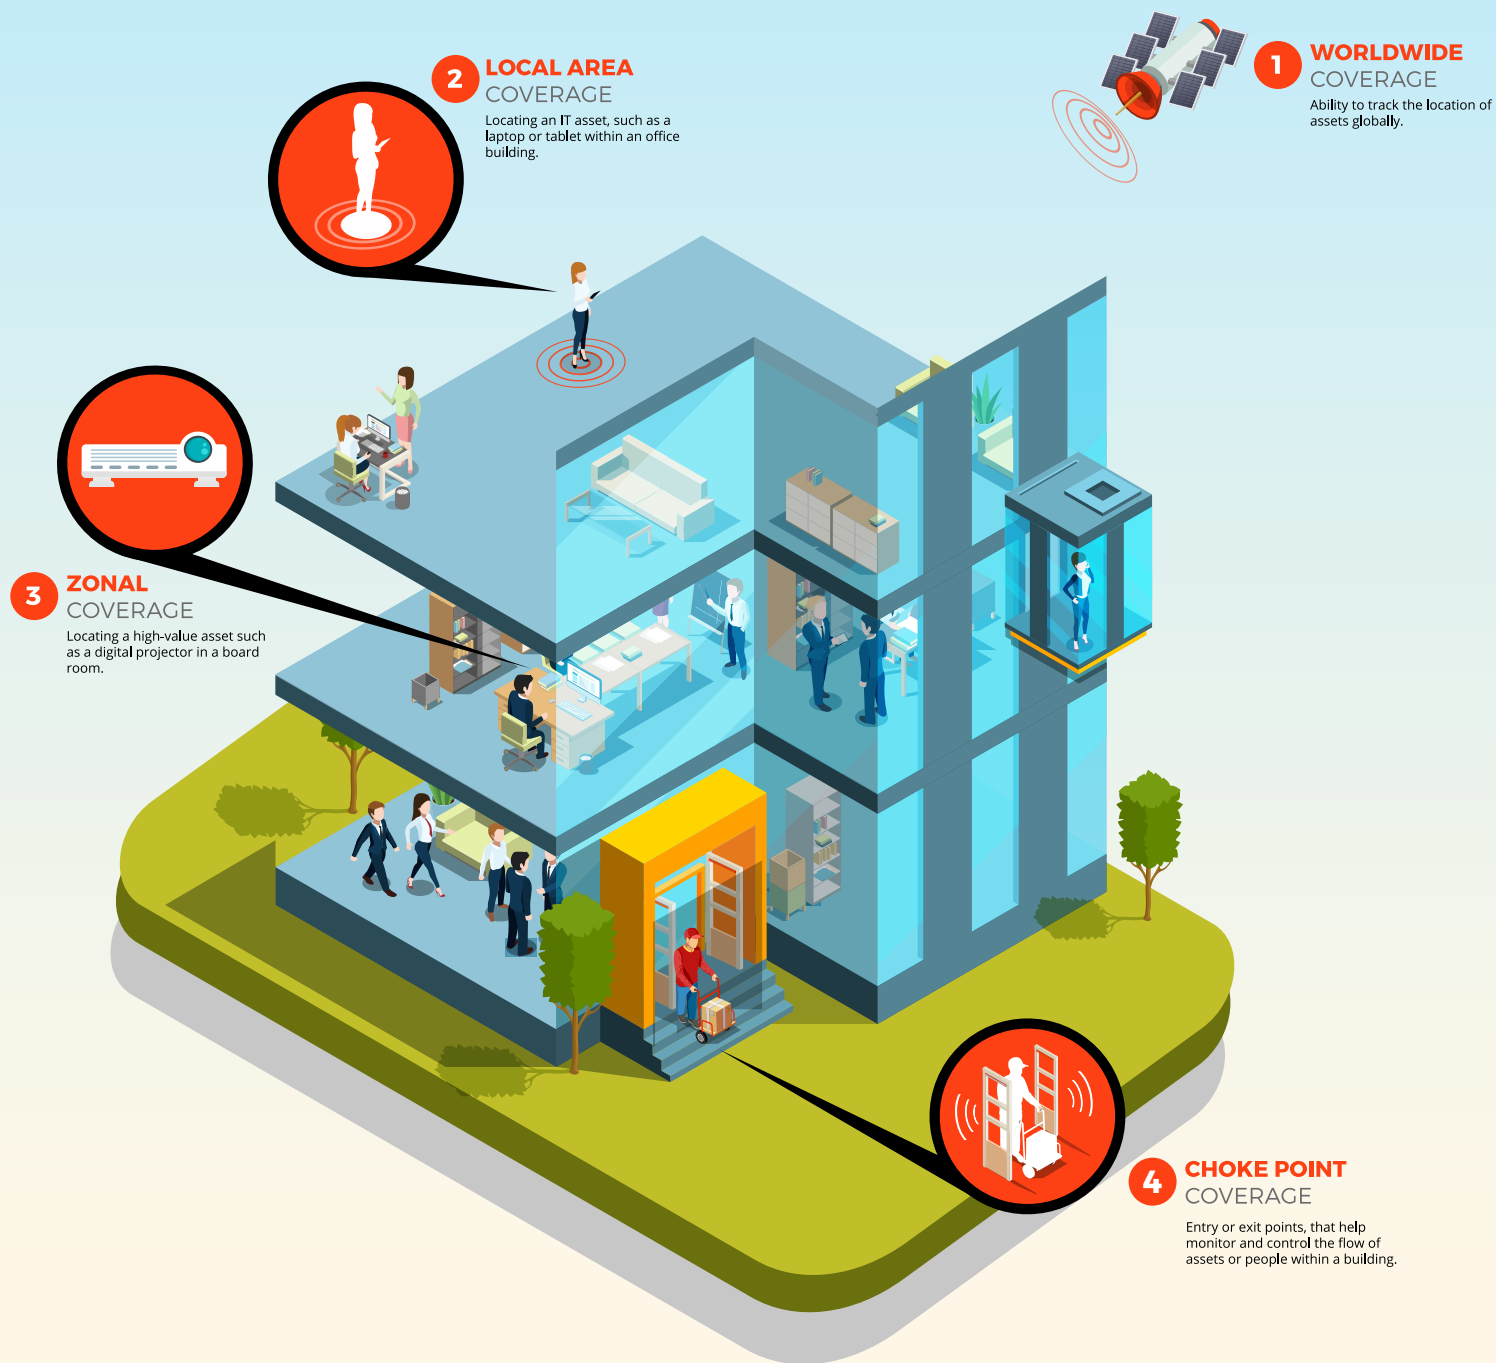 1
WORLDWIDE
COVERAGE
Ability to track the location of
assets globally.
2
LOCAL AREA
COVERAGE
Locating an IT asset, such as a
laptop or tablet within an office
building.
3
ZONAL
COVERAGE
Locating a high-value asset such
as a digital projector in a board
room.
4
CHOKE POINT
COVERAGE
Entry or exit points, that help
monitor and control the flow of
assets or people within a building.